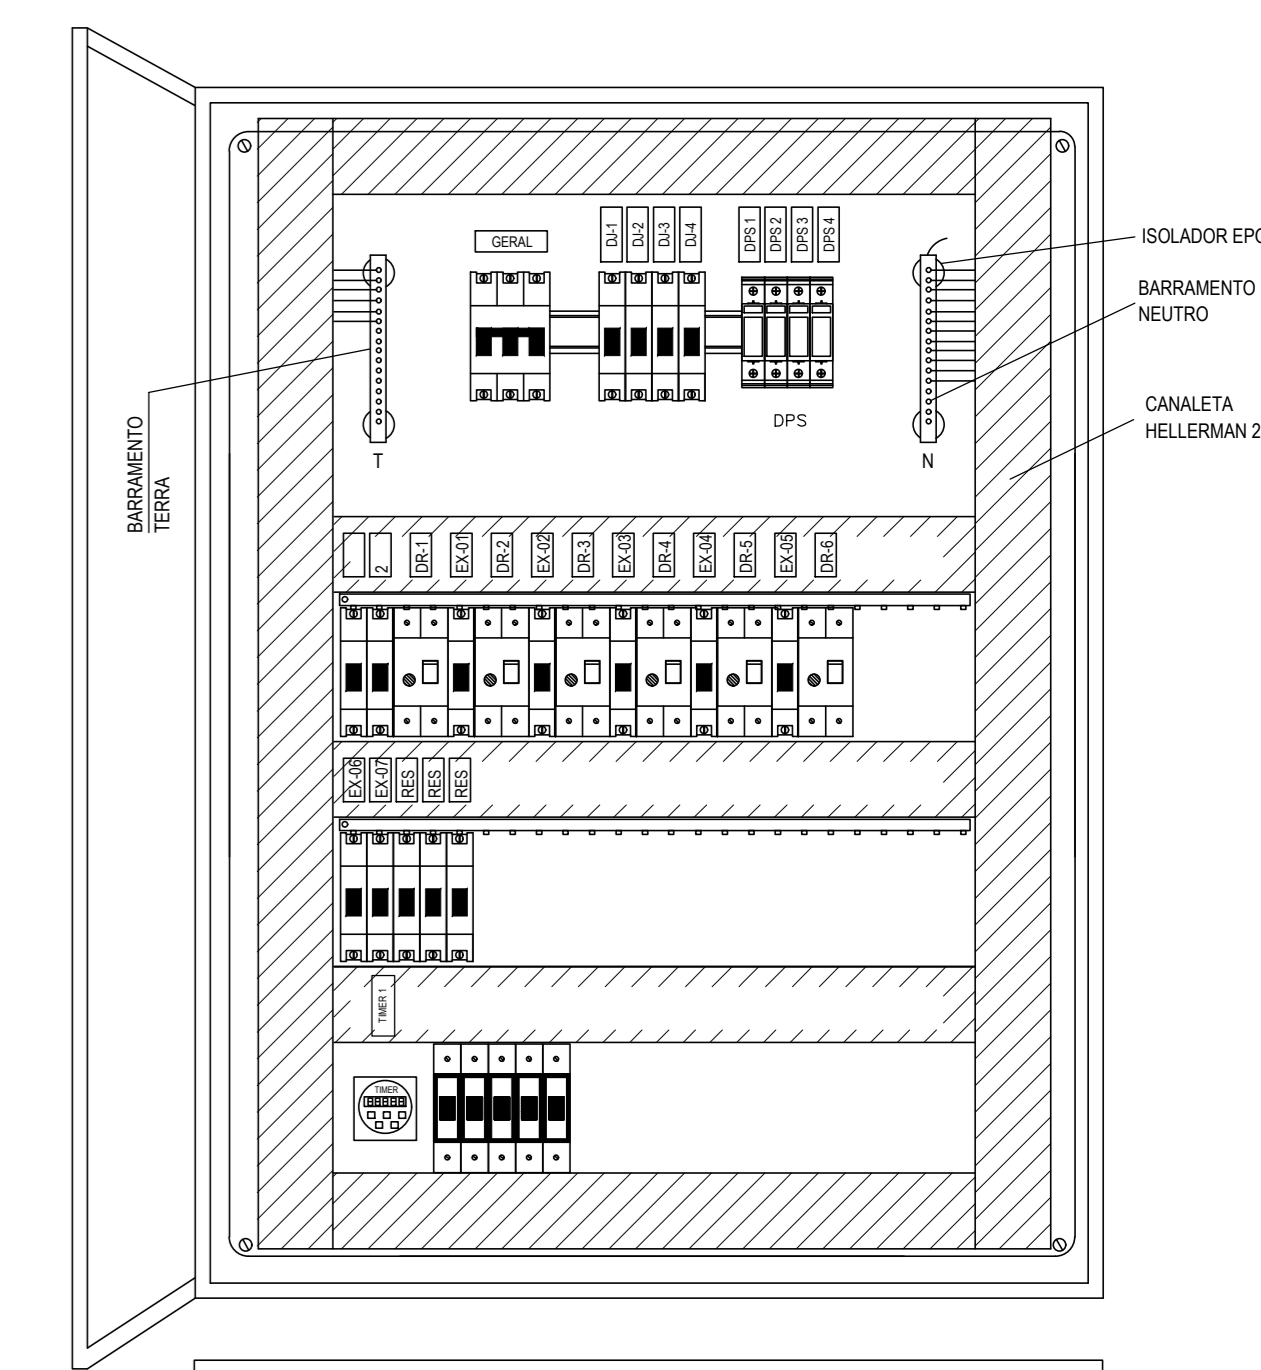 GERAL
DJ-1
DJ-2
DJ-3
DJ-4
DPS 1
DPS 2
DPS 3
DPS 4
ISOLADOR
BARRAMENTO
NEUTRO
CANALETA
HELLERMAN 2
DPS
BARRAMENTO
TERRA
T
N
2
DR-1
EX-01
DR-2
EX-02
DR-3
EX-03
DR-4
EX-04
DR-5
EX-05
DR-6
EX-06
EX-07
RES
RES
RES
TIMER 1
TIMER